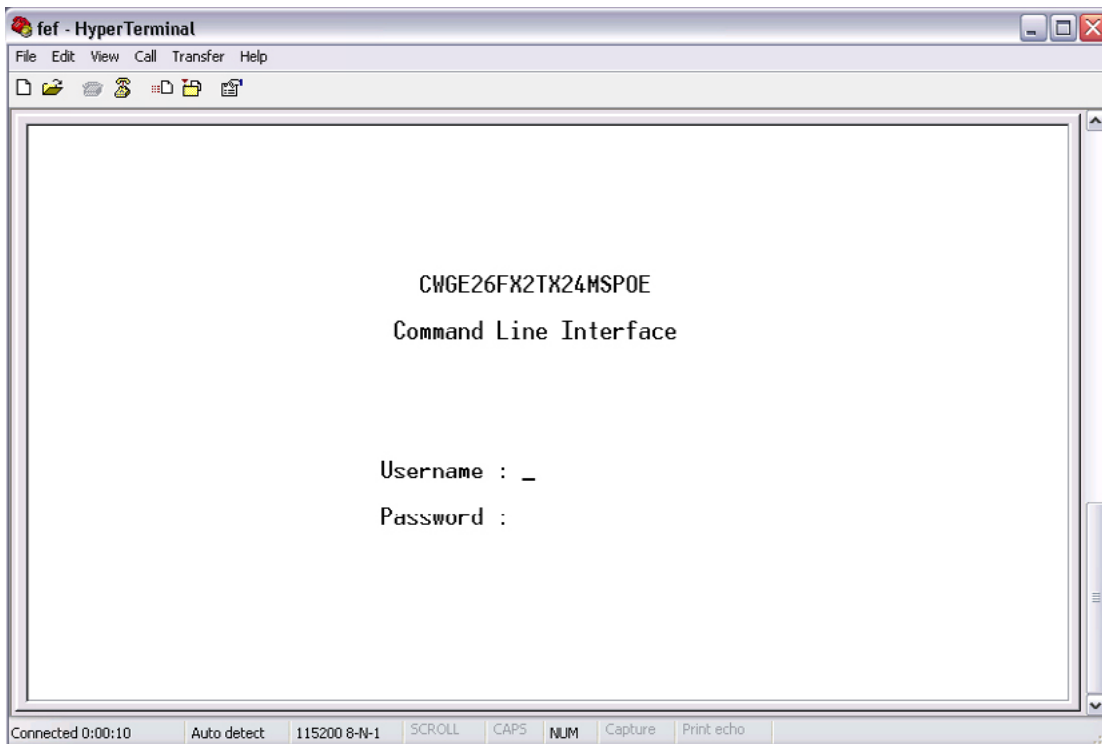 fef - HyperTerminal
File Edit View Call Transfer Help
CWGE26FX2TX24MSPOE
Command Line Interface
Username : _
Password :
Connected 0:00:10 Auto detect 115200 8-N-1 SCROLL CAPS NUM Capture Print echo